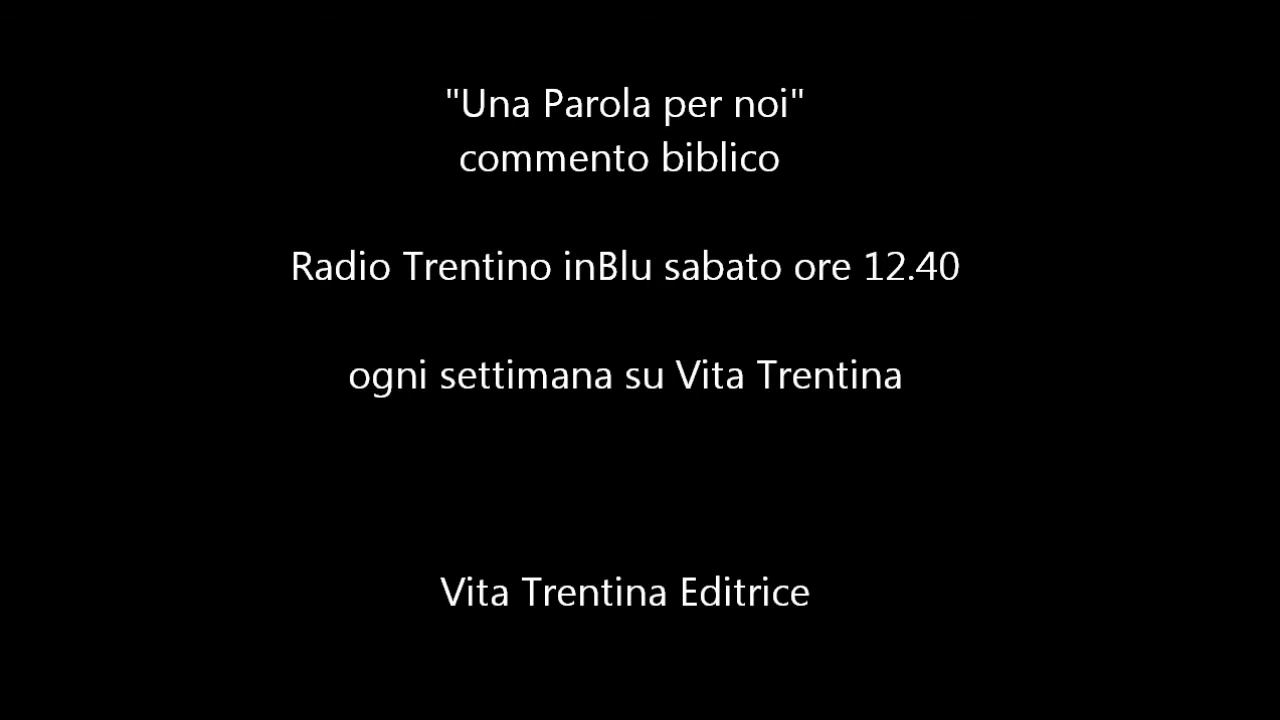 "Una Parola per noi"
commento biblico
Radio Trentino inBlu sabato ore 12.40
ogni settimana su Vita Trentina
Vita Trentina Editrice